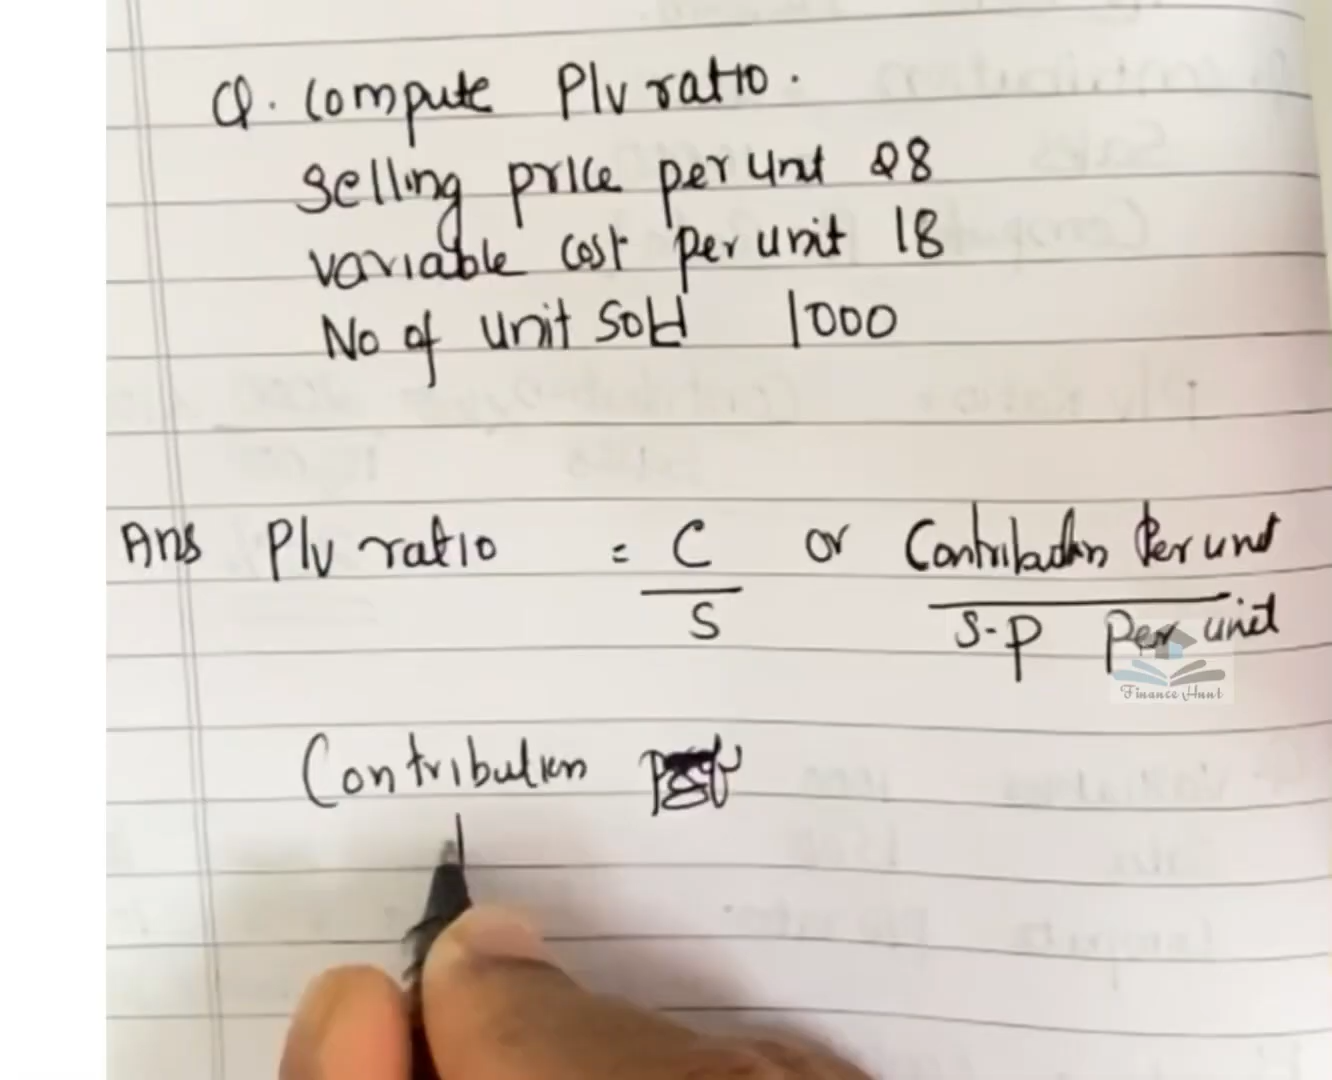 Q. Compute P/v ratio.
Selling price per unit 28
variable cost per unit 18
No of unit sold 1000
Ans P/v ratio = C or Contribution Per unit
S S.P Per unit
Finance Hunt
Contribution